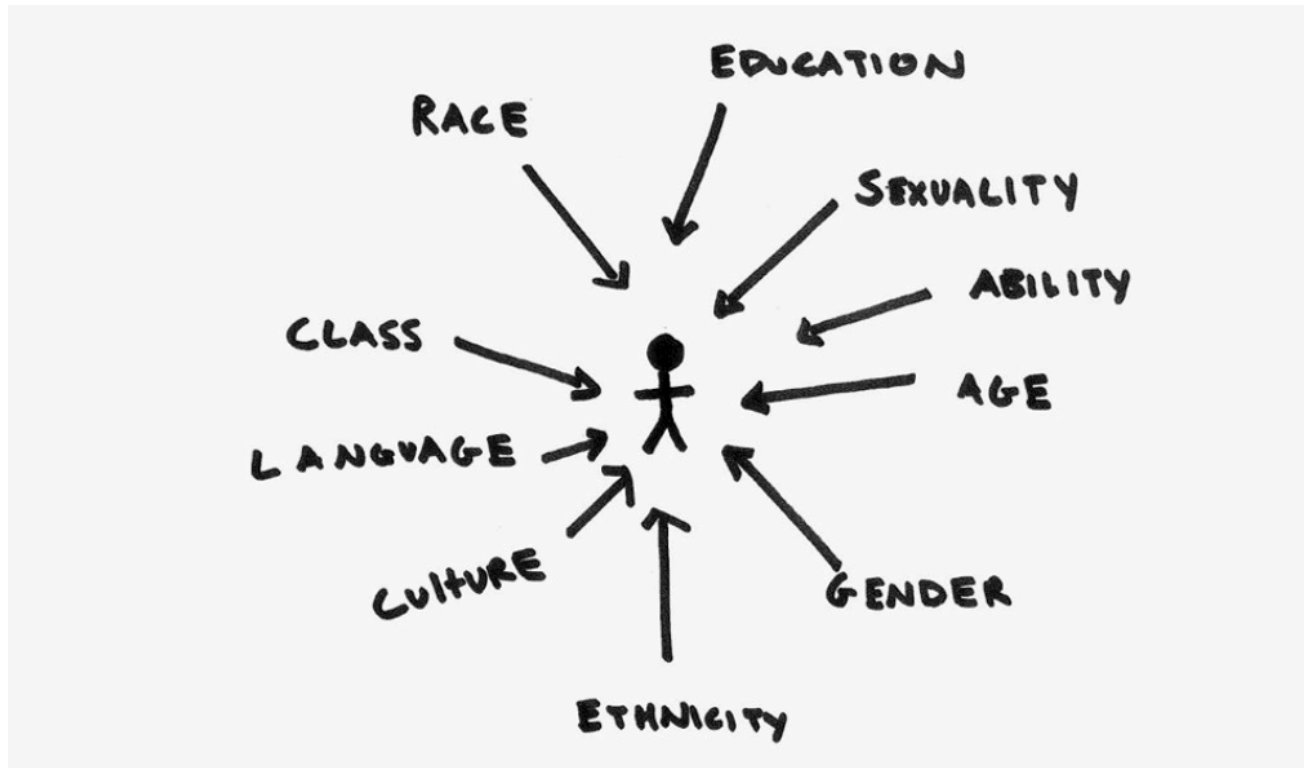 EDUCATION
RACE
SEXUALITY
ABILITY
CLASS
AGE
LANGUAGE
CULtURE
GENDER
ETHNICITY